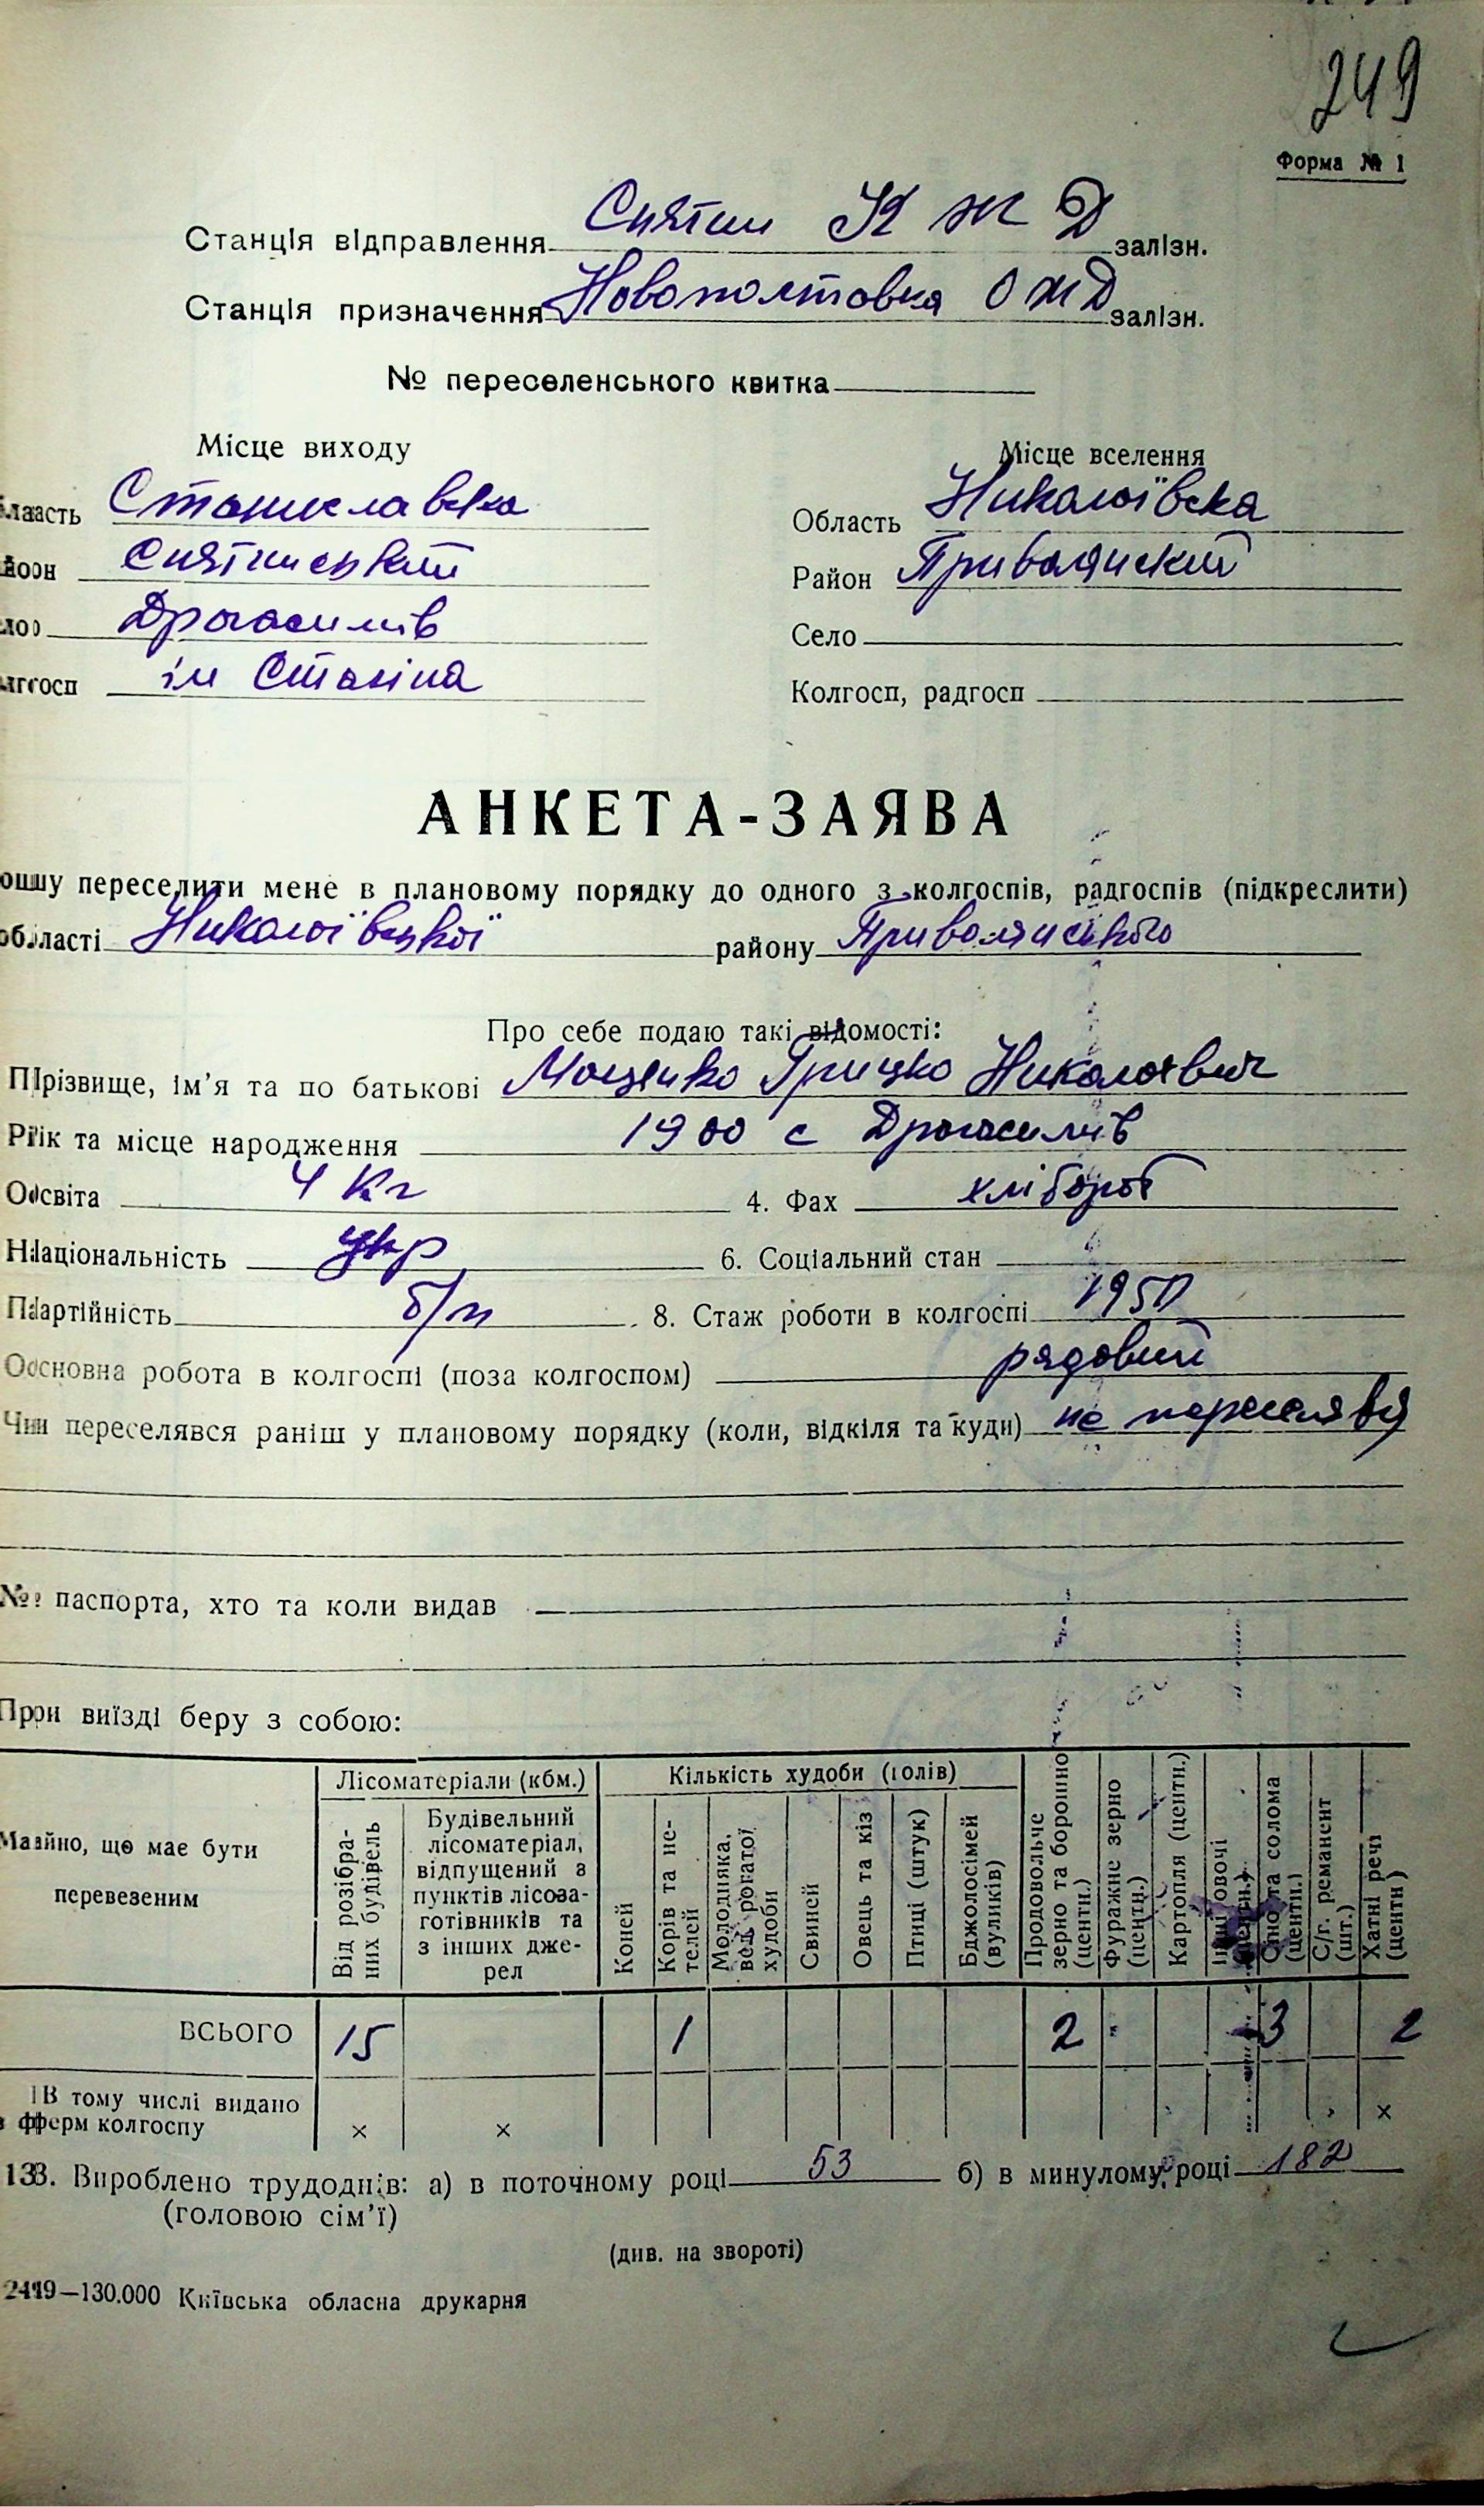 249
Форма № 1
Станція відправлення Снятин К Ж Д залізн.
Станція призначення Новополтовка О Ж Д залізн.
№ переселенського квитка
Місце виходу Місце вселення
Станиславська Область Николаївска
Снятинський Район Приволянский
Драгасимів Село
ім Сталіна Колгосп, радгосп
АНКЕТА-ЗАЯВА
переселити мене в плановому порядку до одного з колгоспів, радгоспів (підкреслити)
області Николаївської району Приволянського
Про себе подаю такі відомості:
Прізвище, ім’я та по батькові Мощенко Грицко Николаєвич
Рік та місце народження 1900 с Драгасимів
Освіта 4 Кл 4. Фах хлібороб
Національність укр 6. Соціальний стан
Партійність б/п 8. Стаж роботи в колгоспі 1950
Основна робота в колгоспі (поза колгоспом) рядовий
Чи переселявся раніш у плановому порядку (коли, відкіля та куди) не переселявся
№ паспорта, хто та коли видав
При виїзді беру з собою:
Майно, що має бути перевезеним
Лісоматеріали (кбм.)
Від розібраних будівель
Будівельний лісоматеріал, відпущений з пунктів лісозаготівників та з інших джерел
Кількість худоби (голів)
Коней
Корів та нетелей
Молодняка, вел. рогатої худоби
Свиней
Овець та кіз
Птиці (штук)
Бджолосімей (вуликів)
Продовольче зерно та борошно (центн.)
Фуражне зерно (центн.)
Картопля (центн.)
Сіно та солома (центн.)
С/г. реманент (шт.)
Хатні речі (центн)
ВСЬОГО 15 1 2 " 3 2
В тому числі видано з ферм колгоспу × × ×
13. Вироблено трудоднів: а) в поточному році 53 б) в минулому році 182
(головою сім’ї)
(див. на звороті)
2419—130.000 Київська обласна друкарня